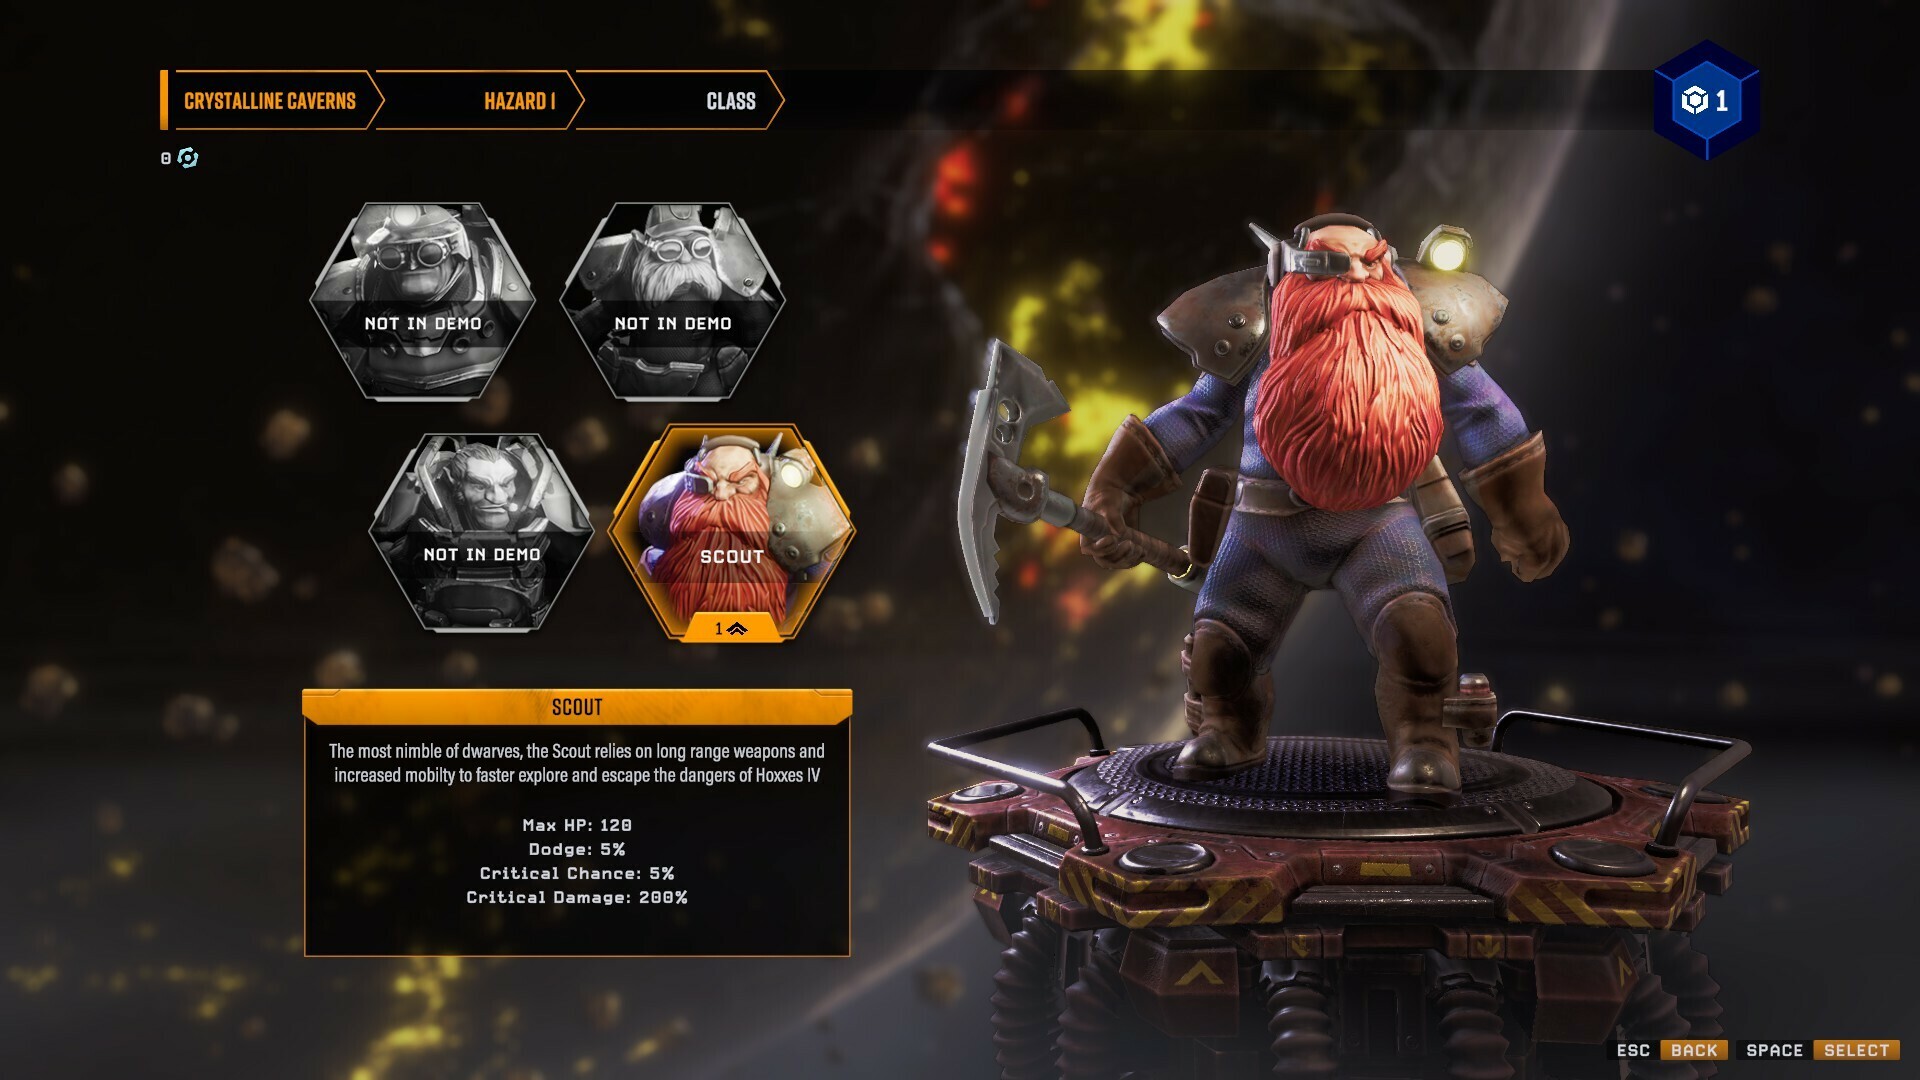 CRYSTALLINE CAVERNS
HAZARD 1
CLASS
1
0
NOT IN DEMO
NOT IN DEMO
NOT IN DEMO
SCOUT
1
SCOUT
The most nimble of dwarves, the Scout relies on long range weapons and
increased mobilty to faster explore and escape the dangers of Hoxxes IV
Max HP: 120
Dodge: 5%
Critical Chance: 5%
Critical Damage: 200%
ESC BACK SPACE SELECT